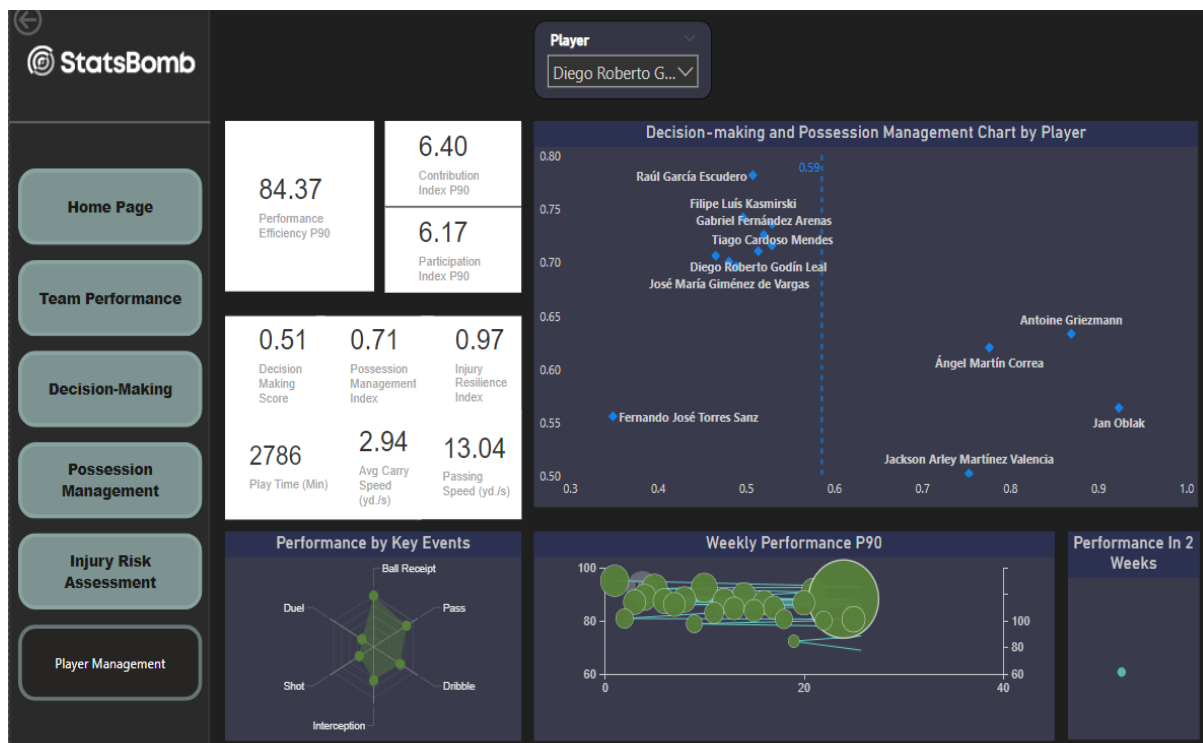 StatsBomb
Home Page
Team Performance
Decision-Making
Possession
Management
Injury Risk
Assessment
Player Management
Player
Diego Roberto G...
84.37
Performance
Efficiency P90
6.40
Contribution
Index P90
6.17
Participation
Index P90
0.51
Decision
Making
Score
0.71
Possession
Management
Index
0.97
Injury
Resilience
Index
2786
Play Time (Min)
2.94
Avg Carry
Speed
(yd./s)
13.04
Passing
Speed (yd./s)
Decision-making and Possession Management Chart by Player
0.80
0.75
0.70
0.65
0.60
0.55
0.50
0.59
Raúl García Escudero
Filipe Luís Kasmirski
Gabriel Fernández Arenas
Tiago Cardoso Mendes
Diego Roberto Godín Leal
José María Giménez de Vargas
Antoine Griezmann
Ángel Martín Correa
Fernando José Torres Sanz
Jan Oblak
Jackson Arley Martínez Valencia
0.3 0.4 0.5 0.6 0.7 0.8 0.9 1.0
Performance by Key Events
Ball Receipt
Duel
Pass
Shot
Dribble
Interception
Weekly Performance P90
100
80
60
0 20 40
100
80
60
Performance In 2
Weeks